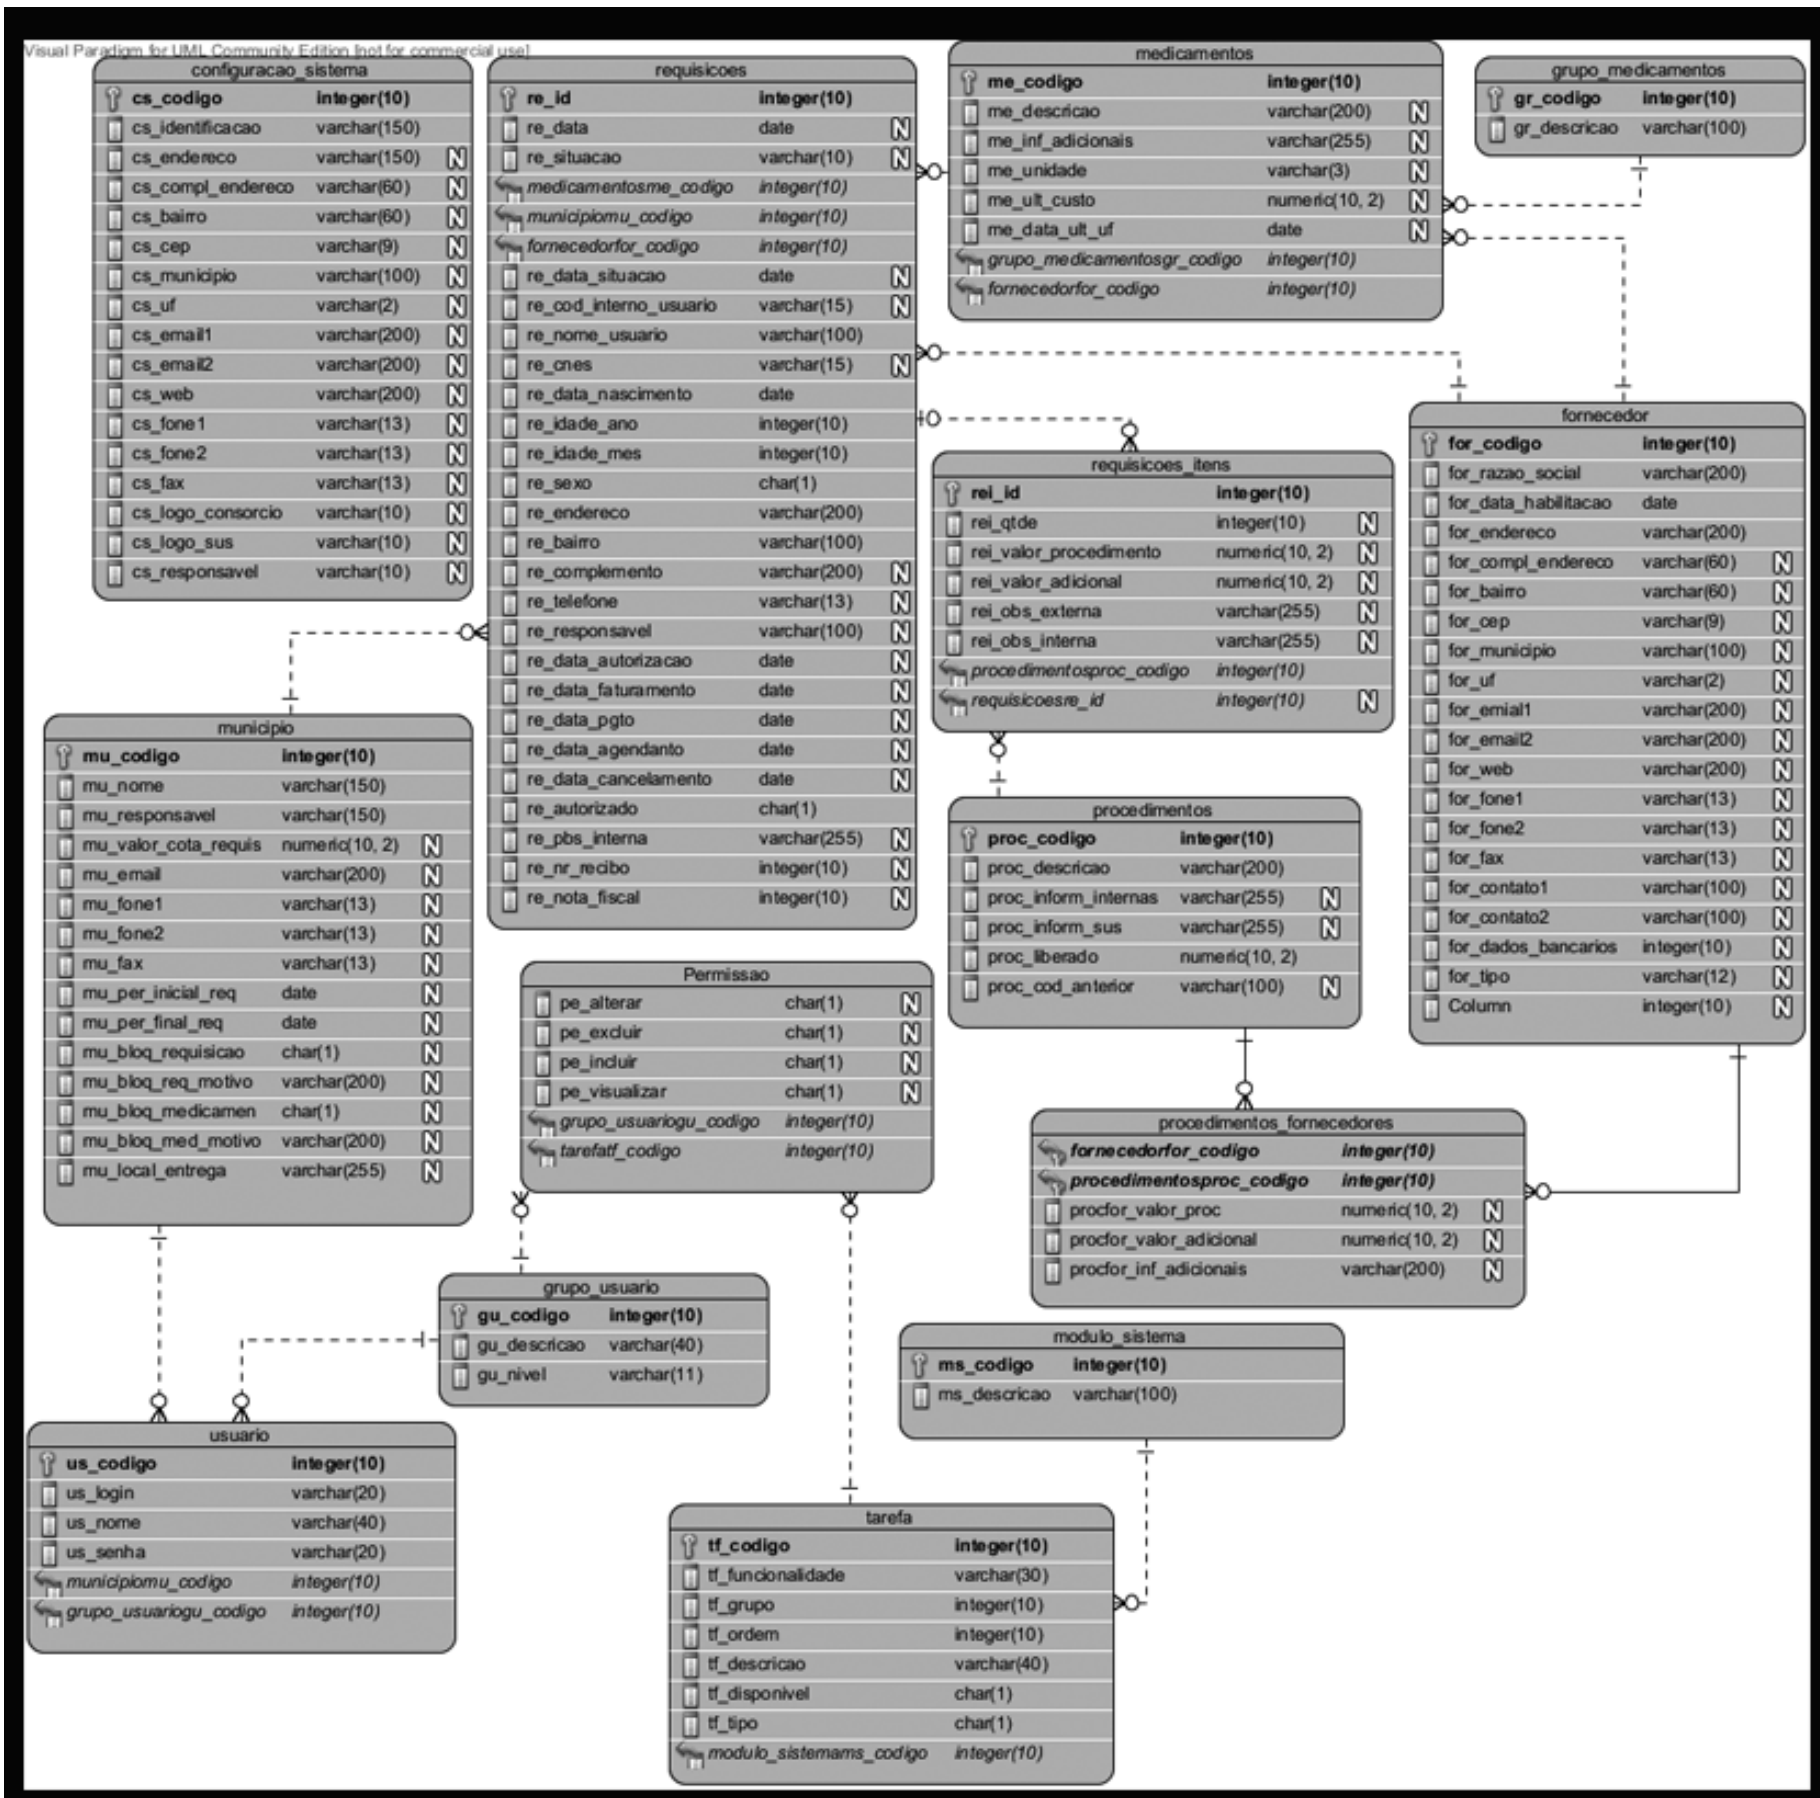 Visual Paradigm for UML Community Edition [not for commercial use]
configuracao_sistema
cs_codigo integer(10)
cs_identificacao varchar(150)
cs_endereco varchar(150) N
cs_compl_endereco varchar(60) N
cs_bairro varchar(60) N
cs_cep varchar(9) N
cs_municipio varchar(100) N
cs_uf varchar(2) N
cs_email1 varchar(200) N
cs_email2 varchar(200) N
cs_web varchar(200) N
cs_fone1 varchar(13) N
cs_fone2 varchar(13) N
cs_fax varchar(13) N
cs_logo_consorcio varchar(10) N
cs_logo_sus varchar(10) N
cs_responsavel varchar(10) N
requisicoes
re_id integer(10)
re_data date N
re_situacao varchar(10) N
medicamentosme_codigo integer(10)
municipiomu_codigo integer(10)
fornecedorfor_codigo integer(10)
re_data_situacao date N
re_cod_interno_usuario varchar(15) N
re_nome_usuario varchar(100)
re_cnes varchar(15) N
re_data_nascimento date
re_idade_ano integer(10)
re_idade_mes integer(10)
re_sexo char(1)
re_endereco varchar(200)
re_bairro varchar(100)
re_complemento varchar(200) N
re_telefone varchar(13) N
re_responsavel varchar(100) N
re_data_autorizacao date N
re_data_faturamento date N
re_data_pgto date N
re_data_agendanto date N
re_data_cancelamento date N
re_autorizado char(1)
re_pbs_interna varchar(255) N
re_nr_recibo integer(10) N
re_nota_fiscal integer(10) N
medicamentos
me_codigo integer(10)
me_descricao varchar(200) N
me_inf_adicionais varchar(255) N
me_unidade varchar(3) N
me_ult_custo numeric(10, 2) N
me_data_ult_uf date N
grupo_medicamentosgr_codigo integer(10)
fornecedorfor_codigo integer(10)
grupo_medicamentos
gr_codigo integer(10)
gr_descricao varchar(100)
requisicoes_itens
rei_id integer(10)
rei_qtde integer(10) N
rei_valor_procedimento numeric(10, 2) N
rei_valor_adicional numeric(10, 2) N
rei_obs_externa varchar(255) N
rei_obs_interna varchar(255) N
procedimentosproc_codigo integer(10)
requisicoesre_id integer(10) N
fornecedor
for_codigo integer(10)
for_razao_social varchar(200)
for_data_habilitacao date
for_endereco varchar(200)
for_compl_endereco varchar(60) N
for_bairro varchar(60) N
for_cep varchar(9) N
for_municipio varchar(100) N
for_uf varchar(2) N
for_emial1 varchar(200) N
for_email2 varchar(200) N
for_web varchar(200) N
for_fone1 varchar(13) N
for_fone2 varchar(13) N
for_fax varchar(13) N
for_contato1 varchar(100) N
for_contato2 varchar(100) N
for_dados_bancarios integer(10) N
for_tipo varchar(12) N
Column integer(10) N
municipio
mu_codigo integer(10)
mu_nome varchar(150)
mu_responsavel varchar(150)
mu_valor_cota_requis numeric(10, 2) N
mu_email varchar(200) N
mu_fone1 varchar(13) N
mu_fone2 varchar(13) N
mu_fax varchar(13) N
mu_per_inicial_req date N
mu_per_final_req date N
mu_bloq_requisicao char(1) N
mu_bloq_req_motivo varchar(200) N
mu_bloq_medicamen char(1) N
mu_bloq_med_motivo varchar(200) N
mu_local_entrega varchar(255) N
procedimentos
proc_codigo integer(10)
proc_descricao varchar(200)
proc_inform_internas varchar(255) N
proc_inform_sus varchar(255) N
proc_liberado numeric(10, 2)
proc_cod_anterior varchar(100) N
Permissao
pe_alterar char(1) N
pe_excluir char(1) N
pe_incluir char(1) N
pe_visualizar char(1) N
grupo_usuariogu_codigo integer(10)
tarefatf_codigo integer(10)
procedimentos_fornecedores
fornecedorfor_codigo integer(10)
procedimentosproc_codigo integer(10)
procfor_valor_proc numeric(10, 2) N
procfor_valor_adicional numeric(10, 2) N
procfor_inf_adicionais varchar(200) N
grupo_usuario
gu_codigo integer(10)
gu_descricao varchar(40)
gu_nivel varchar(11)
modulo_sistema
ms_codigo integer(10)
ms_descricao varchar(100)
usuario
us_codigo integer(10)
us_login varchar(20)
us_nome varchar(40)
us_senha varchar(20)
municipiomu_codigo integer(10)
grupo_usuariogu_codigo integer(10)
tarefa
tf_codigo integer(10)
tf_funcionalidade varchar(30)
tf_grupo integer(10)
tf_ordem integer(10)
tf_descricao varchar(40)
tf_disponivel char(1)
tf_tipo char(1)
modulo_sistemams_codigo integer(10)